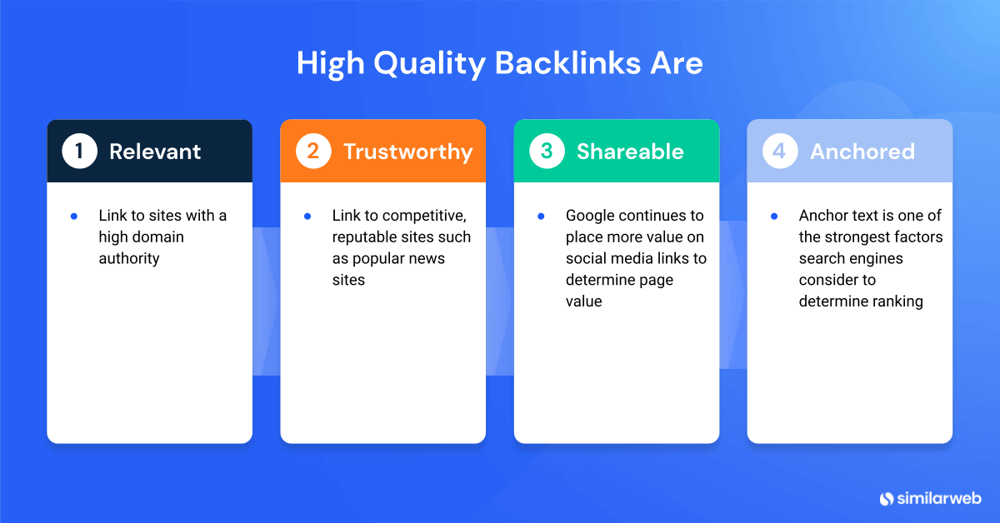 High Quality Backlinks Are
1 Relevant
Link to sites with a
high domain
authority
2 Trustworthy
Link to competitive,
reputable sites such
as popular news
sites
3 Shareable
Google continues to
place more value on
social media links to
determine page
value
4 Anchored
Anchor text is one of
the strongest factors
search engines
consider to
determine ranking
similarweb